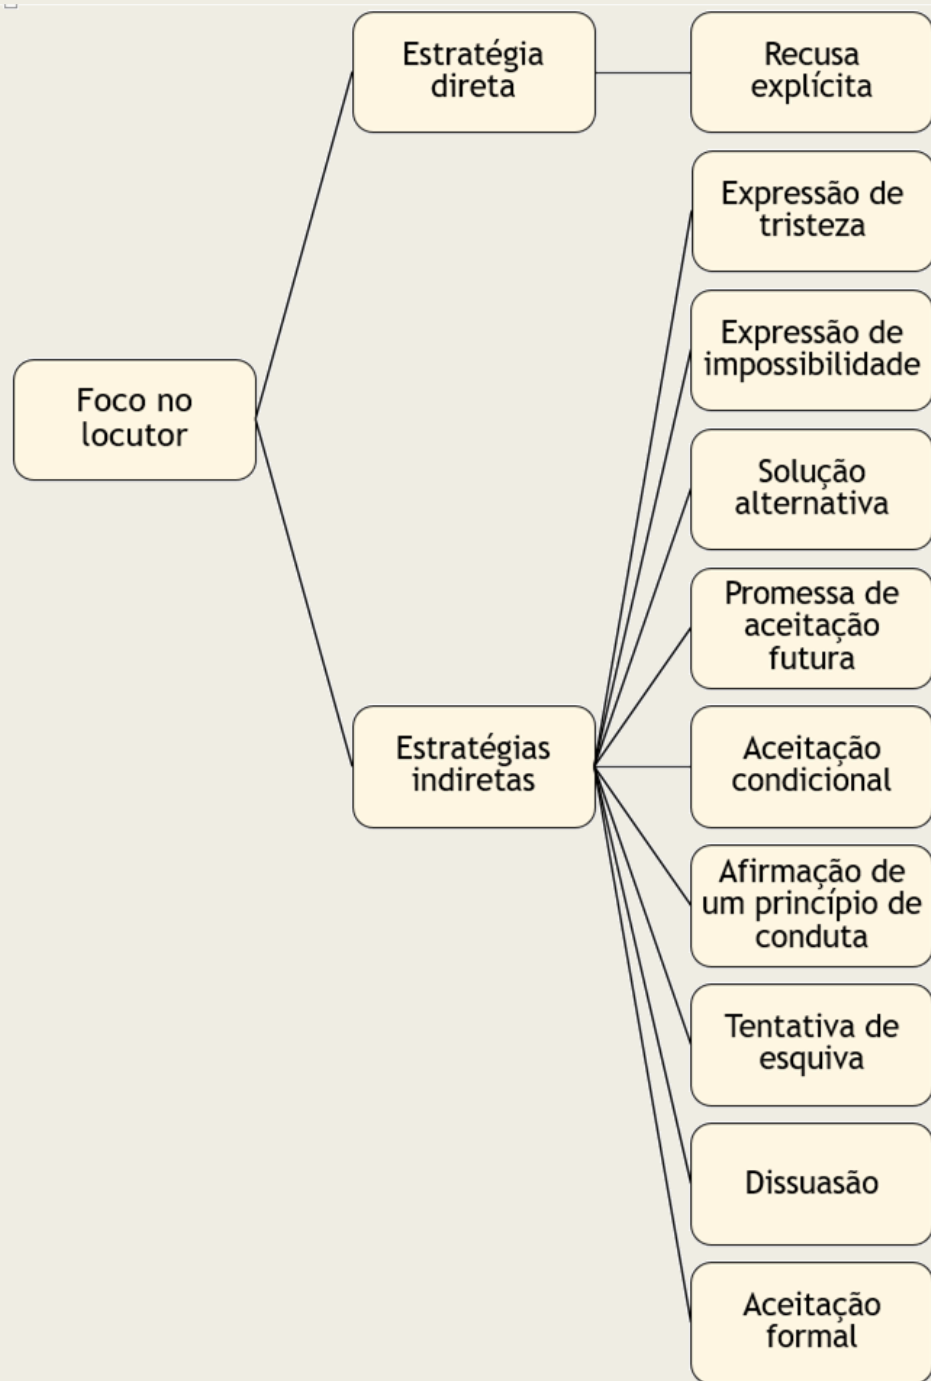 Estratégia
direta
Recusa
explícita
Expressão de
tristeza
Expressão de
impossibilidade
Foco no
locutor
Solução
alternativa
Promessa de
aceitação
futura
Estratégias
indiretas
Aceitação
condicional
Afirmação de
um princípio de
conduta
Tentativa de
esquiva
Dissuasão
Aceitação
formal